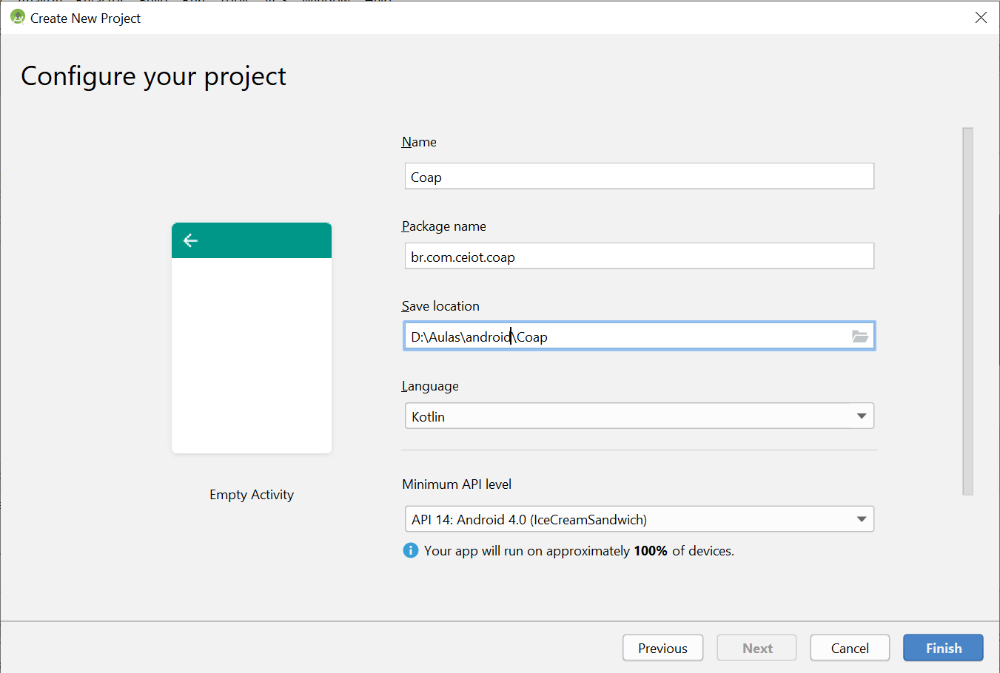 Create New Project
Configure your project
Name
Coap
Package name
br.com.ceiot.coap
Save location
D:\Aulas\android\Coap
Language
Kotlin
Empty Activity
Minimum API level
API 14: Android 4.0 (IceCreamSandwich)
Your app will run on approximately 100% of devices.
Previous
Next
Cancel
Finish